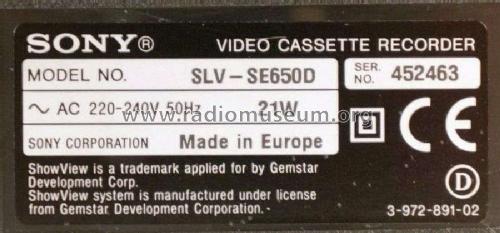 SONY® VIDEO CASSETTE RECORDER
MODEL NO. SLV-SE650D SER. NO. 452463
~ AC 220-240V 50Hz 21W
www.radiomuseum.org
SONY CORPORATION Made in Europe
CE
ShowView is a trademark applied for by Gemstar
Development Corp.
ShowView system is manufactured under license
from Gemstar Development Corporation.
D
3-972-891-02